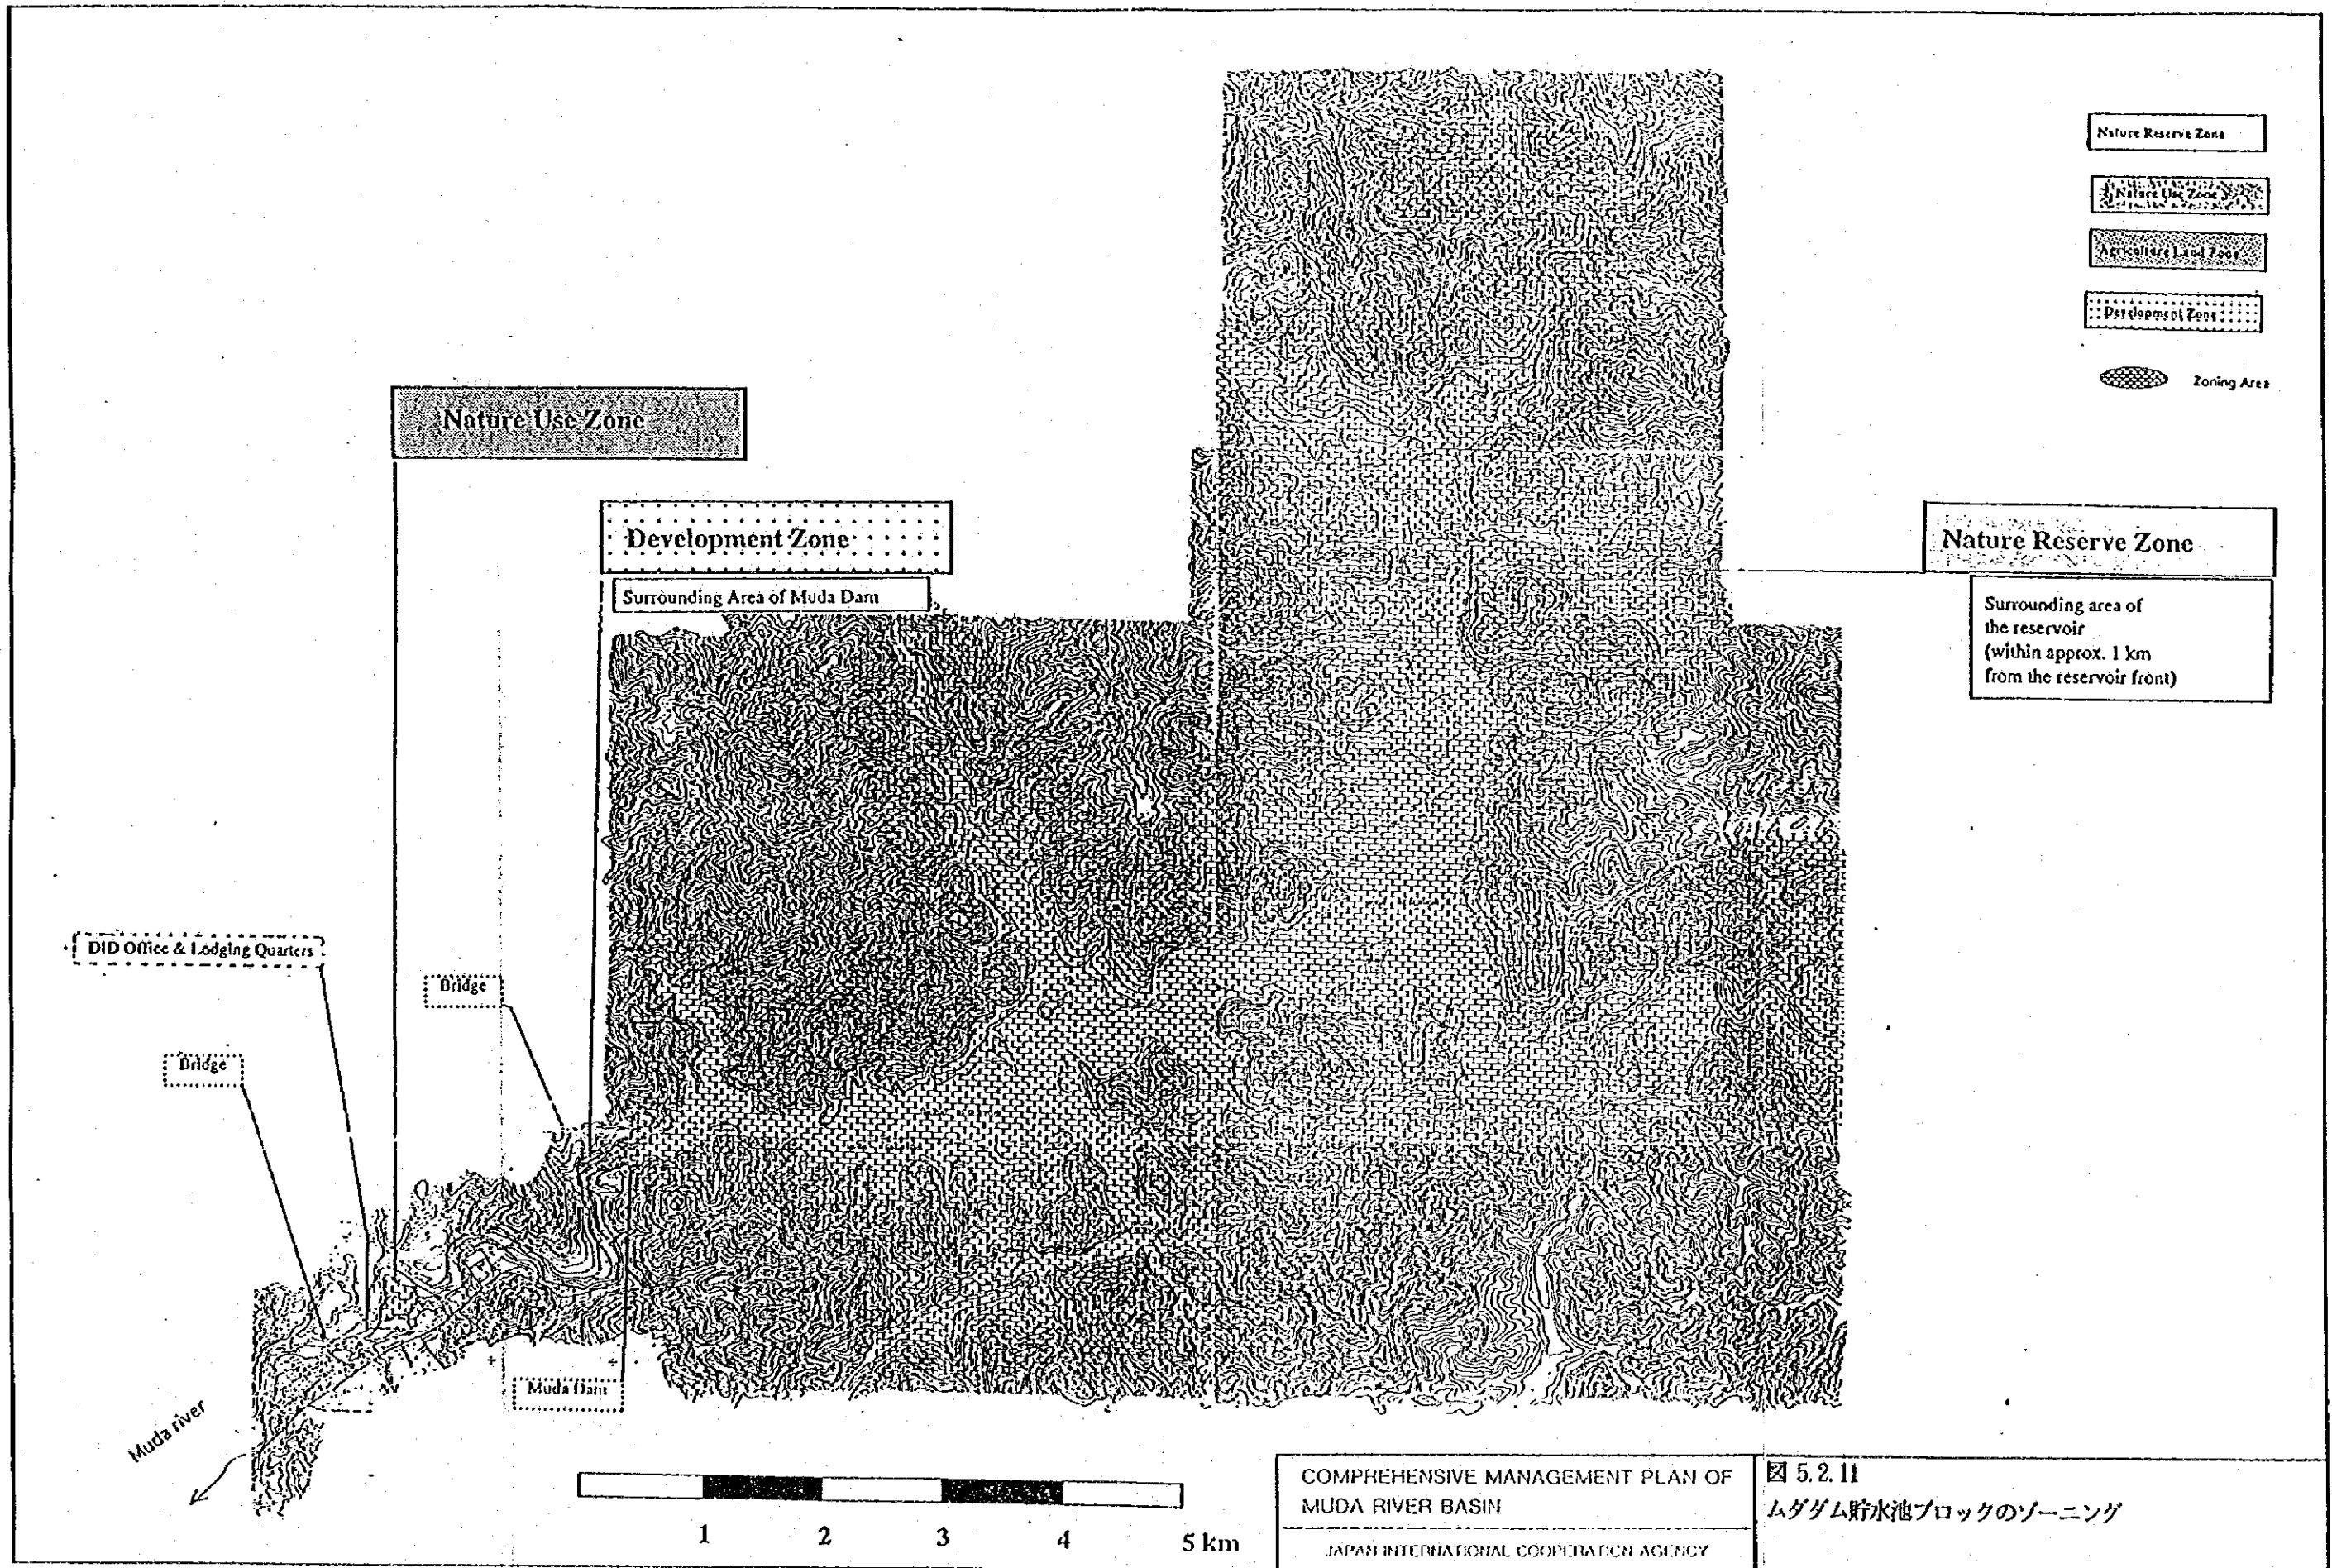 Nature Reserve Zone
Nature Use Zone
Agriculture Land Zone
Development Zone
Zoning Area
Nature Use Zone
Development Zone
Surrounding Area of Muda Dam
Nature Reserve Zone
Surrounding area of
the reservoir
(within approx. 1 km
from the reservoir front)
DID Office & Lodging Quarters
Bridge
Bridge
Muda Dam
Muda river
1 2 3 4 5 km
COMPREHENSIVE MANAGEMENT PLAN OF
MUDA RIVER BASIN
JAPAN INTERNATIONAL COOPERATION AGENCY
図 5.2.11
ムダダム貯水池ブロックのゾーニング